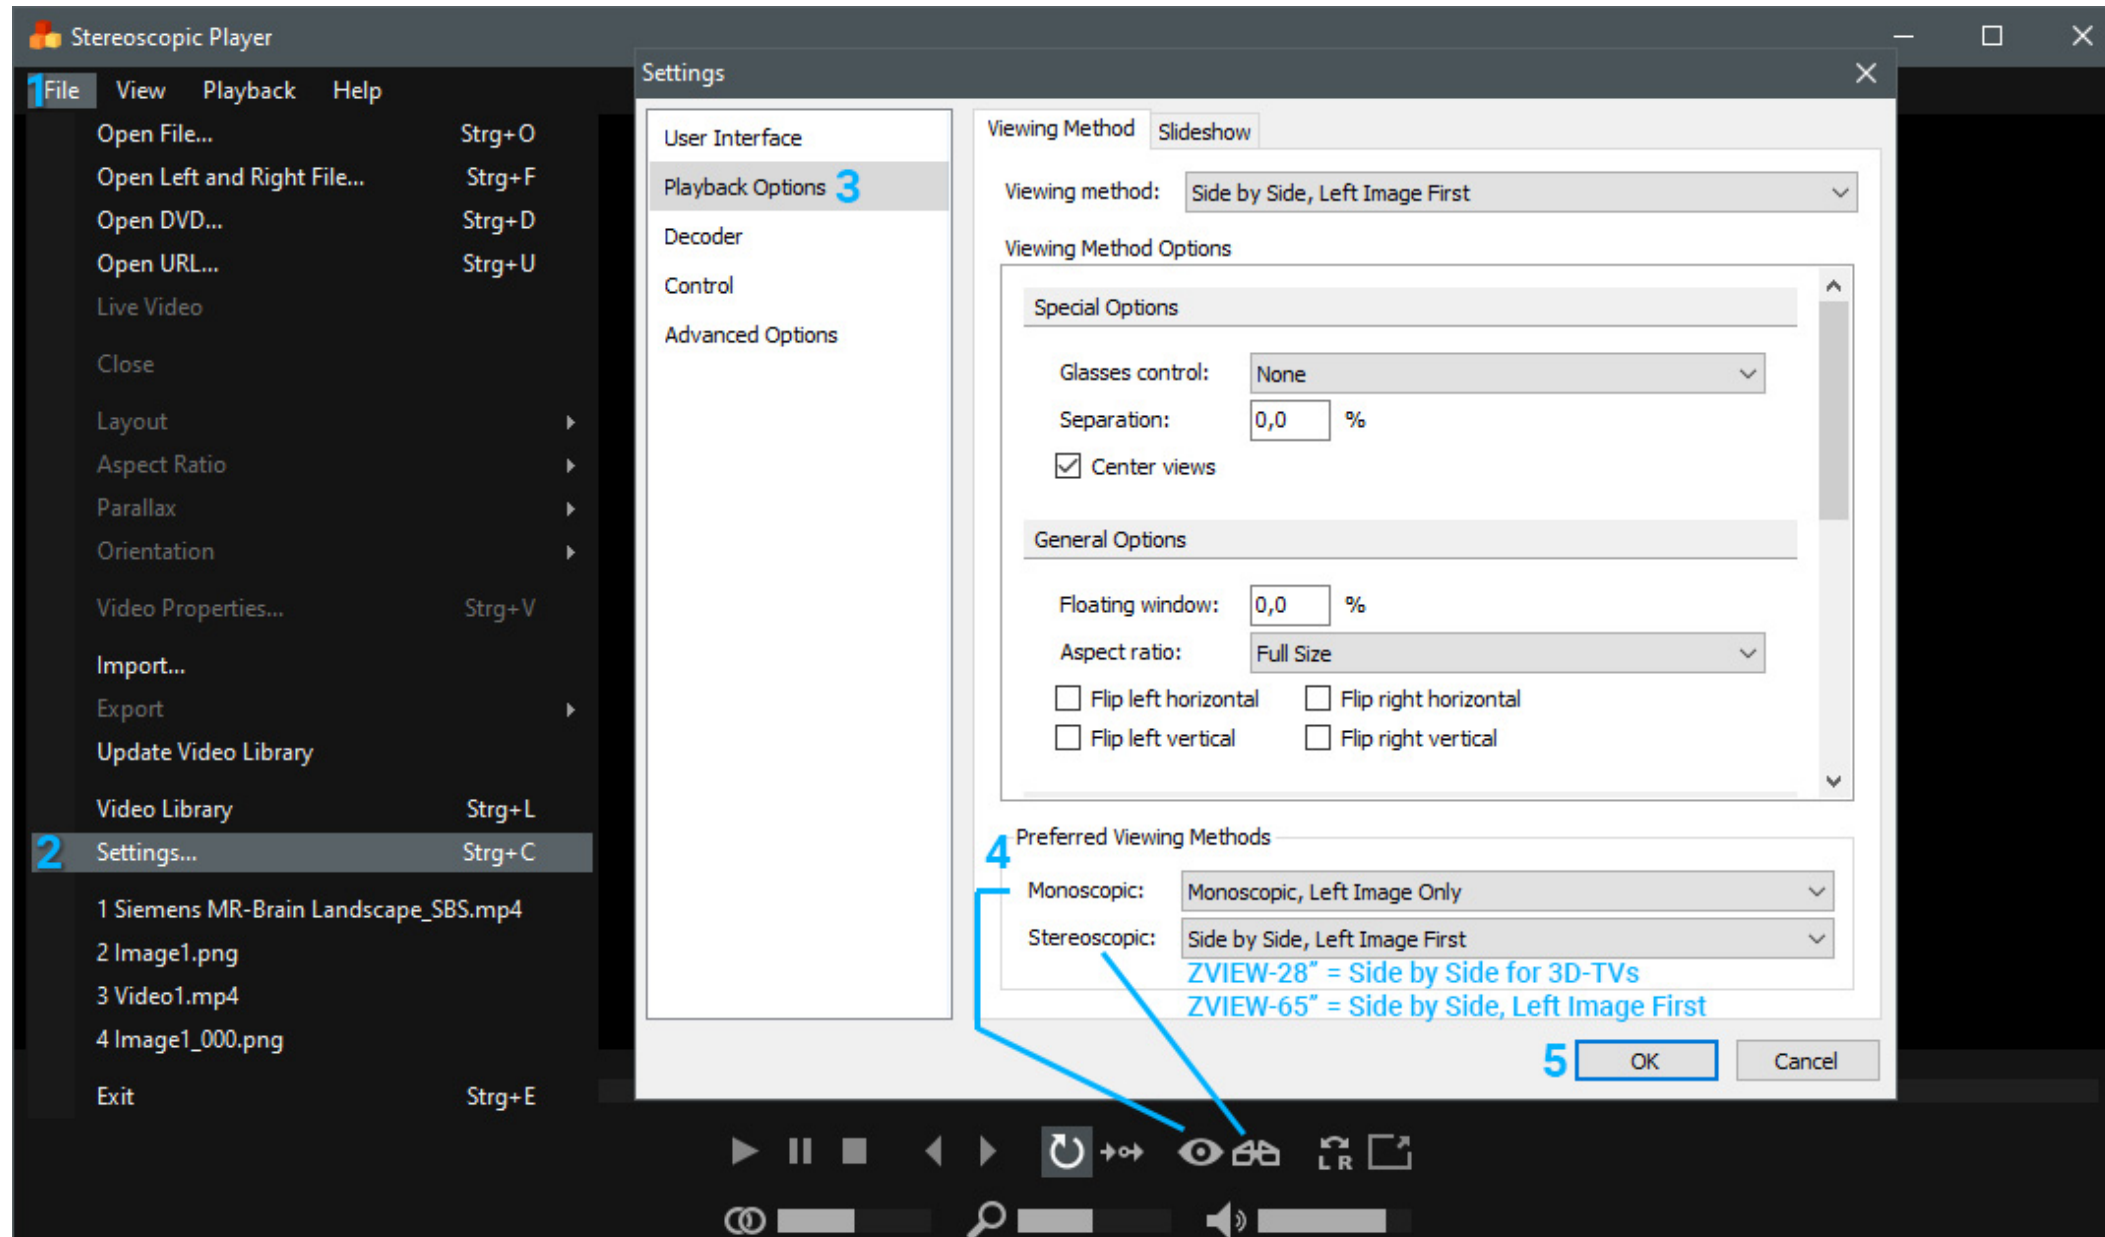 Stereoscopic Player
1 File View Playback Help
Open File... Strg+O
Open Left and Right File... Strg+F
Open DVD... Strg+D
Open URL... Strg+U
Live Video
Close
Layout
Aspect Ratio
Parallax
Orientation
Video Properties... Strg+V
Import...
Export
Update Video Library
Video Library Strg+L
2 Settings... Strg+C
1 Siemens MR-Brain Landscape_SBS.mp4
2 Image1.png
3 Video1.mp4
4 Image1_000.png
Exit Strg+E
Settings
User Interface
Playback Options 3
Decoder
Control
Advanced Options
Viewing Method Slideshow
Viewing method: Side by Side, Left Image First
Viewing Method Options
Special Options
Glasses control: None
Separation: 0,0 %
Center views
General Options
Floating window: 0,0 %
Aspect ratio: Full Size
Flip left horizontal Flip right horizontal
Flip left vertical Flip right vertical
4 Preferred Viewing Methods
Monoscopic: Monoscopic, Left Image Only
Stereoscopic: Side by Side, Left Image First
ZVIEW-28” = Side by Side for 3D-TVs
ZVIEW-65” = Side by Side, Left Image First
5 OK Cancel
L R